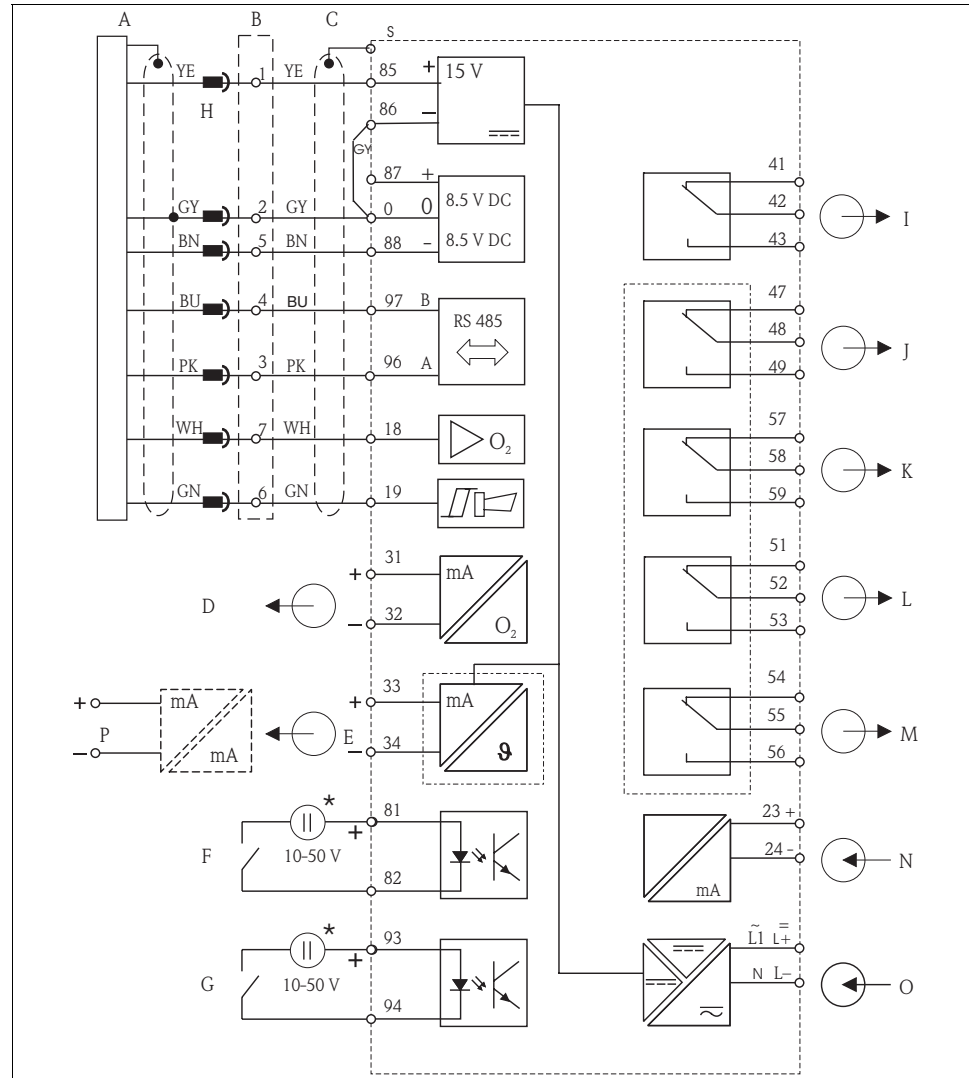 A B C
S
YE 1 YE 85 + 15 V
H
86 –
GY
87 + 8.5 V DC
GY 2 GY 0 0
BN 5 BN 88 – 8.5 V DC
BU 4 BU 97 B
RS 485
PK 3 PK 96 A
WH 7 WH 18 O₂
GN 6 GN 19
D
+ 31 mA
– 32 O₂
+ P –
mA
mA
E
+ 33 mA
– 34 ϑ
F
* + 81
10-50 V
82
G
* + 93
10-50 V
94
41
42
43
I
47
48
49
J
57
58
59
K
51
52
53
L
54
55
56
M
23 +
24 -
mA
N
~ =
L1 L+
N L–
~
O